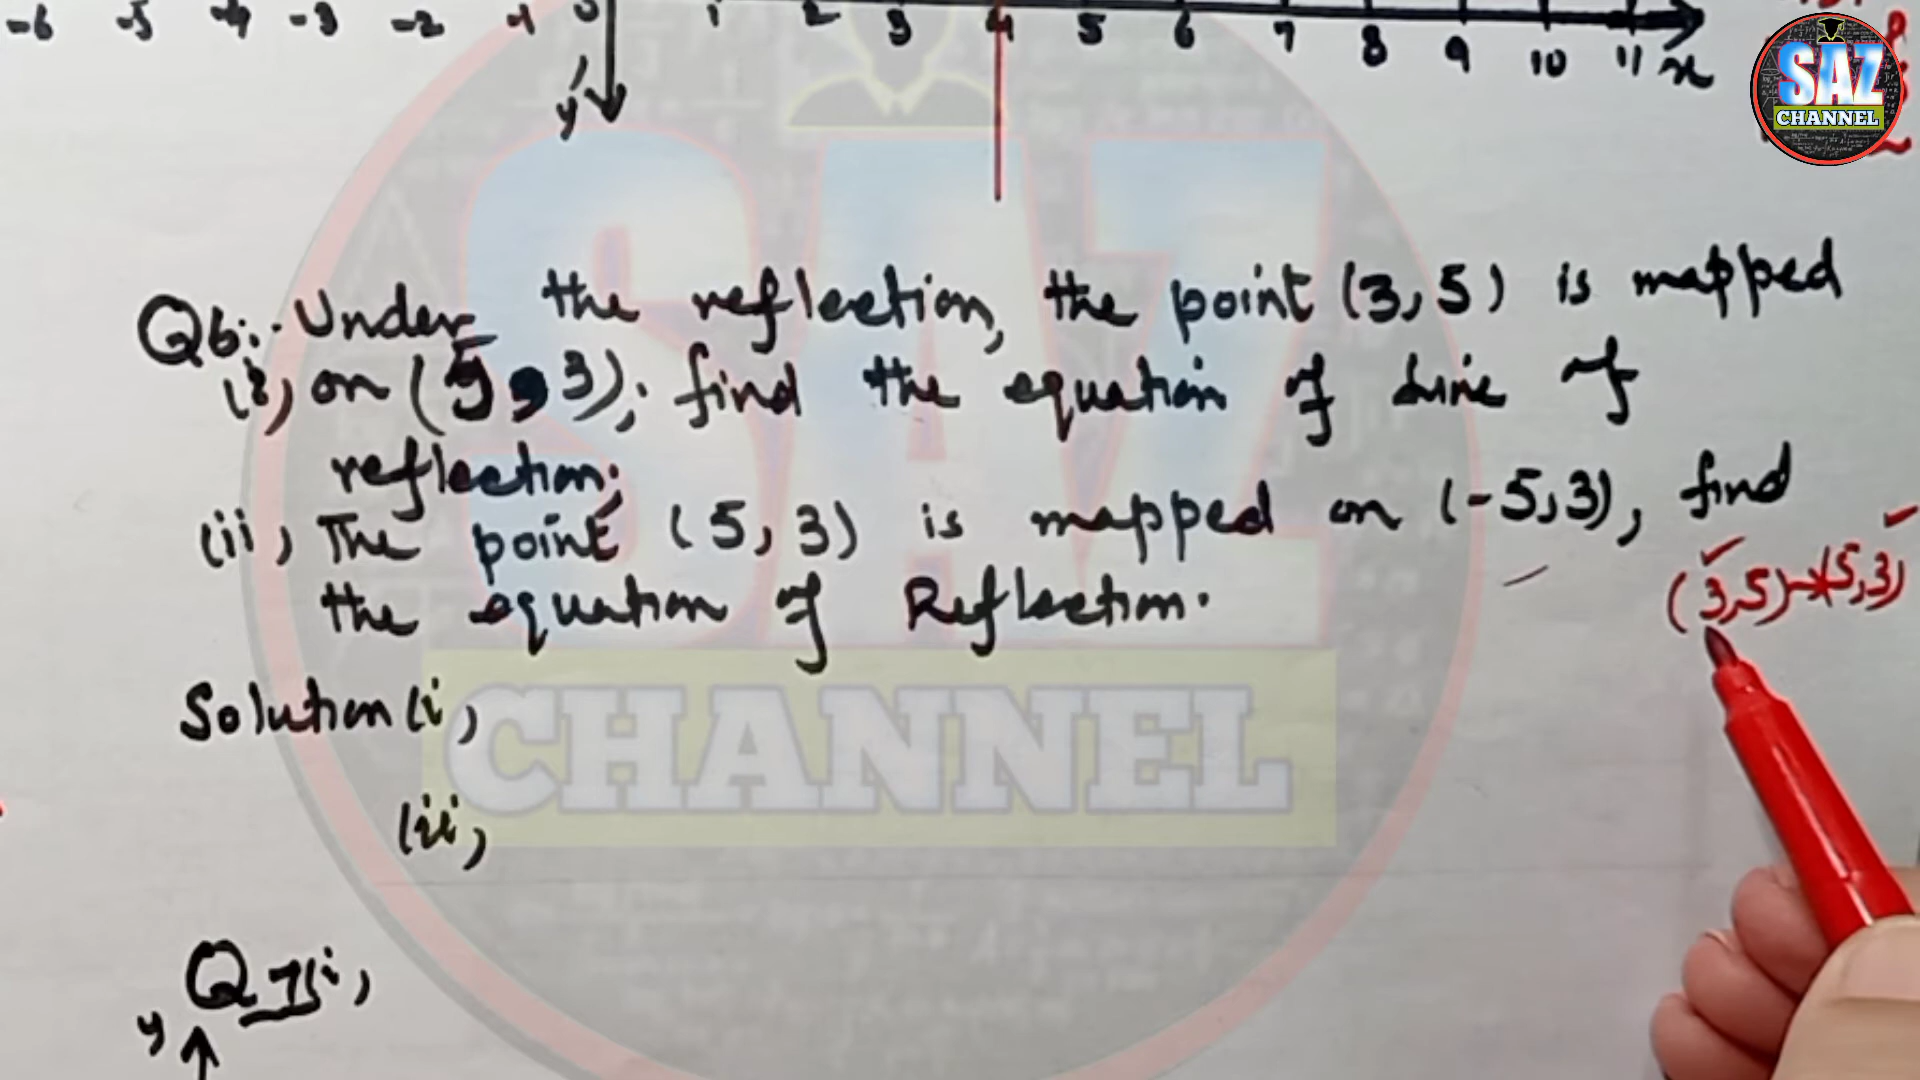 -6 -5 -4 -3 -2 -1 0 1 2 3 4 5 6 7 8 9 10 11 x
y'
SAZ
CHANNEL
Q6:. Under the reflection, the point (3,5) is mapped
(i) on (5,3); find the equation of Line of
reflection;
(ii) The point (5,3) is mapped on (-5,3), find
(3,5)→(5,3)
the equation of Reflection.
Solution (i)
(ii)
SAZ
CHANNEL
Q 7:(i)
y